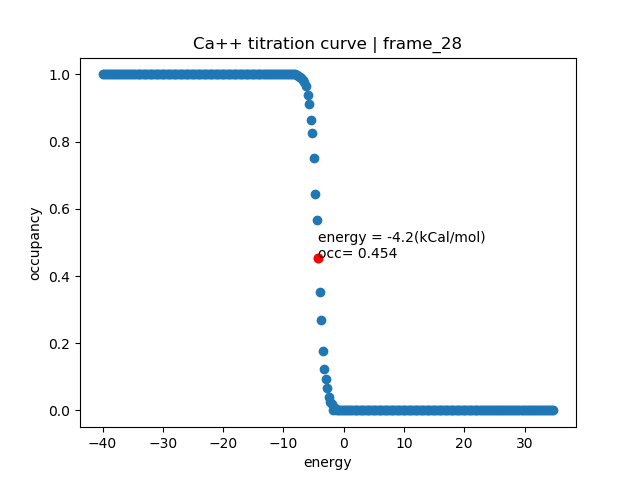 Ca++ titration curve | frame_28
1.0
0.8
0.6
0.4
0.2
0.0
occupancy
energy = -4.2(kCal/mol)
occ= 0.454
−40
−30
−20
−10
0
10
20
30
energy